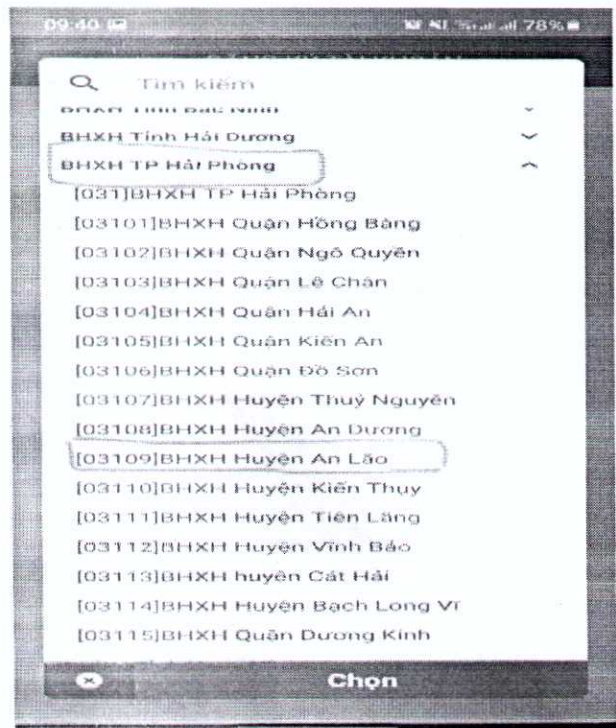 09:40
78%
Tìm kiếm
BHXH Tỉnh Bắc Ninh
BHXH Tỉnh Hải Dương
BHXH TP Hải Phòng
[031]BHXH TP Hải Phòng
[03101]BHXH Quận Hồng Bàng
[03102]BHXH Quận Ngô Quyền
[03103]BHXH Quận Lê Chân
[03104]BHXH Quận Hải An
[03105]BHXH Quận Kiến An
[03106]BHXH Quận Đồ Sơn
[03107]BHXH Huyện Thuỷ Nguyên
[03108]BHXH Huyện An Dương
[03109]BHXH Huyện An Lão
[03110]BHXH Huyện Kiến Thụy
[03111]BHXH Huyện Tiên Lãng
[03112]BHXH Huyện Vĩnh Bảo
[03113]BHXH huyện Cát Hải
[03114]BHXH Huyện Bạch Long Vĩ
[03115]BHXH Quận Dương Kinh
Chọn